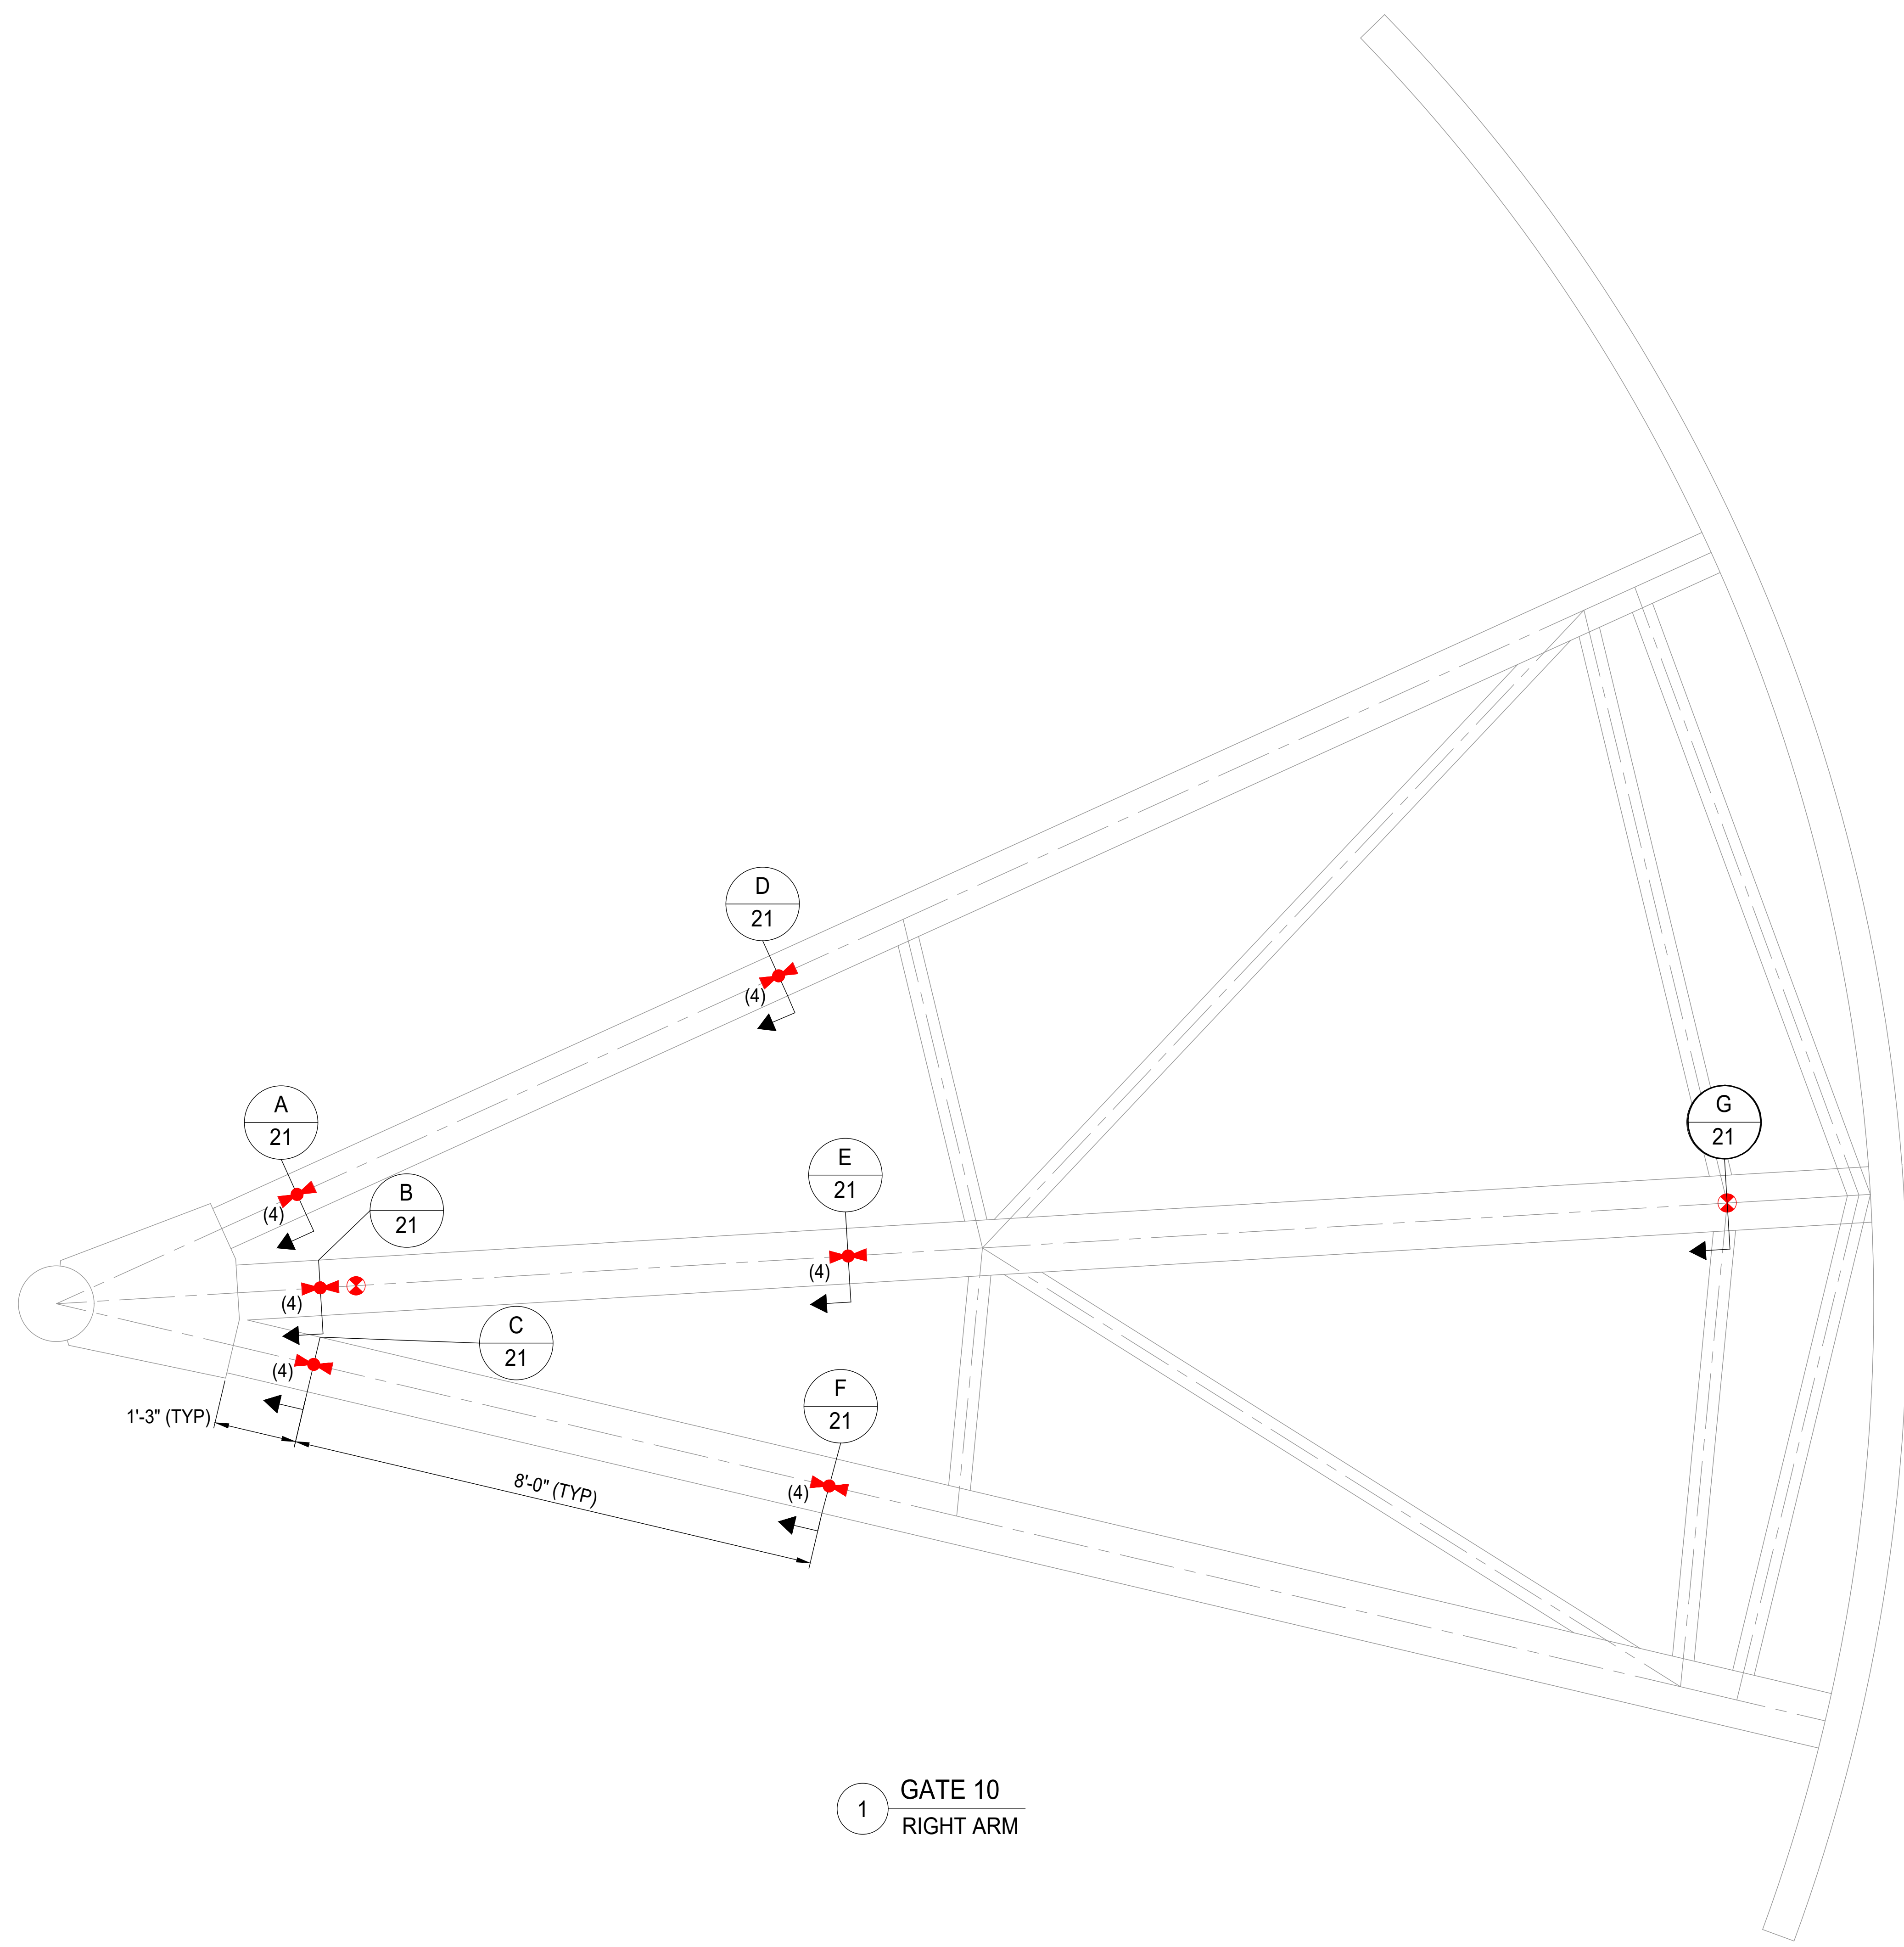 D
21
(4)
A
21
(4)
B
21
(4)
E
21
(4)
G
21
C
21
(4)
F
21
(4)
1'-3" (TYP)
8'-0" (TYP)
1
GATE 10
RIGHT ARM